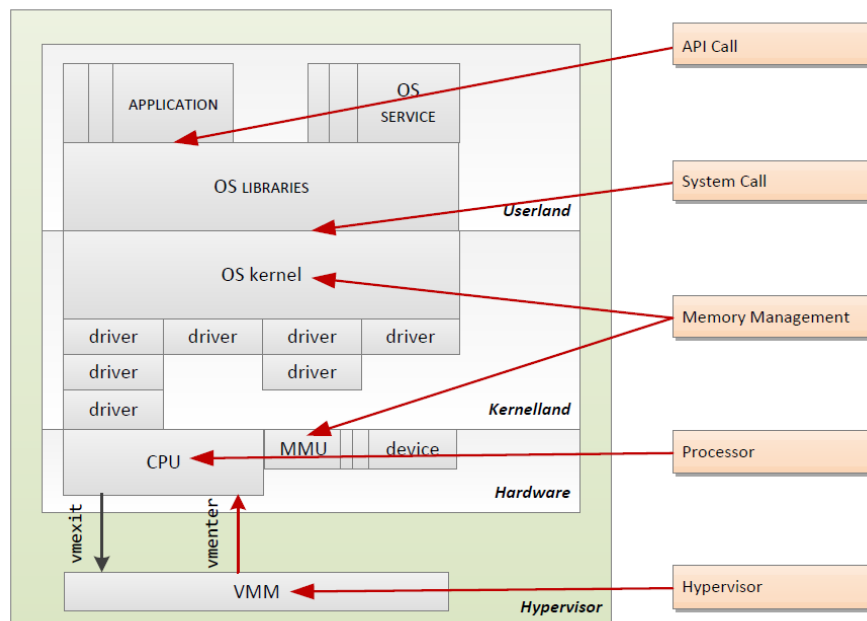 API Call
APPLICATION
OS
SERVICE
OS LIBRARIES
System Call
Userland
OS kernel
Memory Management
driver driver driver driver
driver driver
driver
Kernelland
MMU device
CPU
Processor
Hardware
vmexit
vmenter
VMM
Hypervisor
Hypervisor